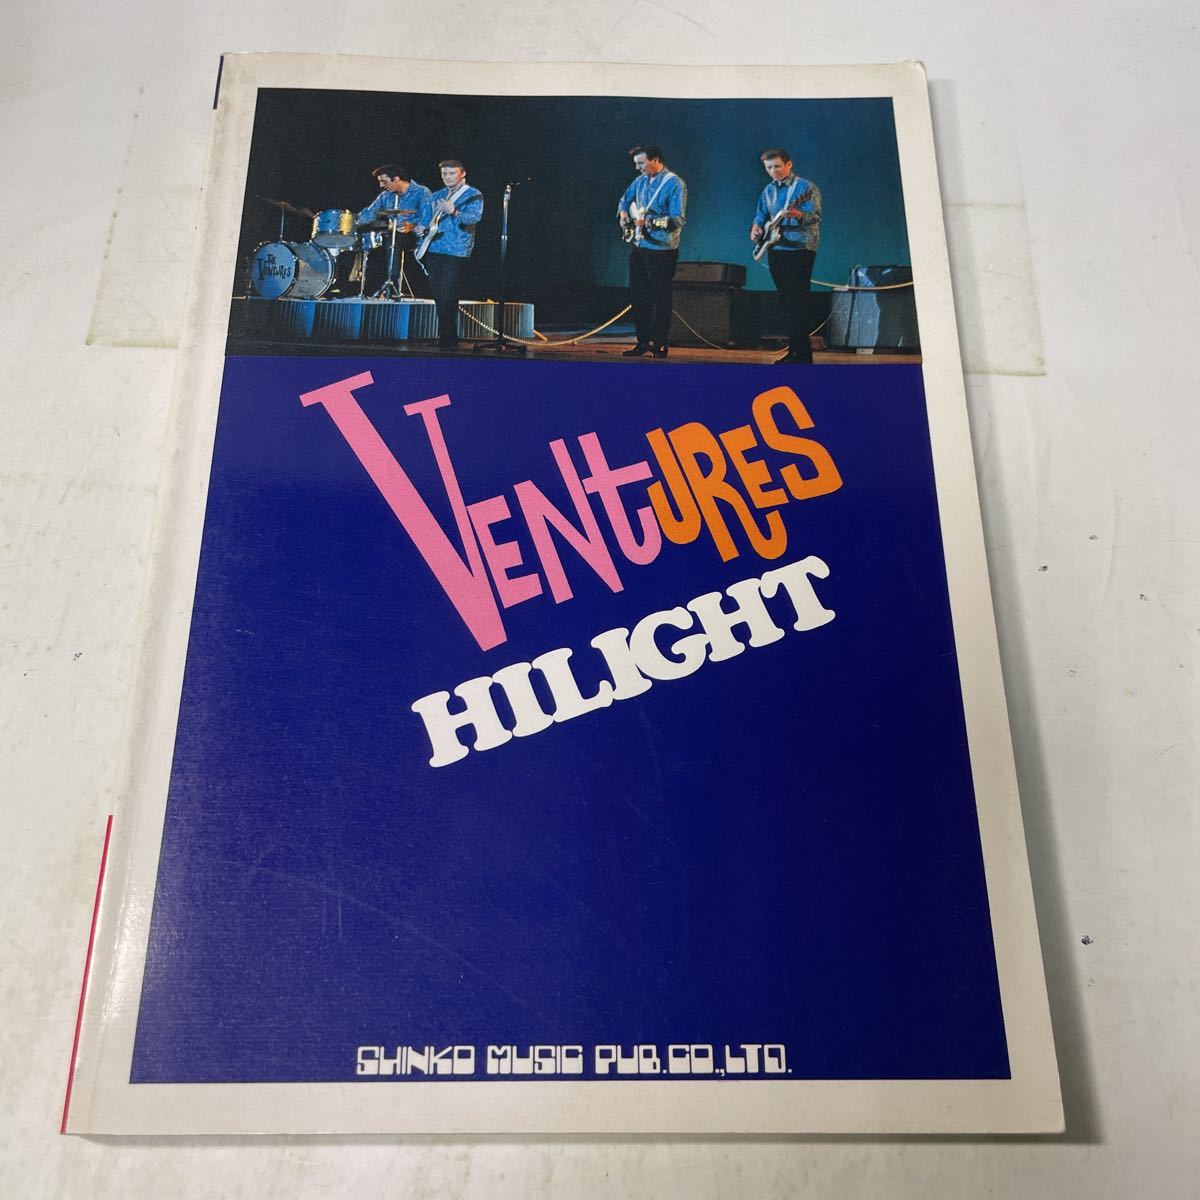 THE
VENTURES
VENtURES
HILIGHT
SHINKO MUSIC PUB.CO.,LTD.